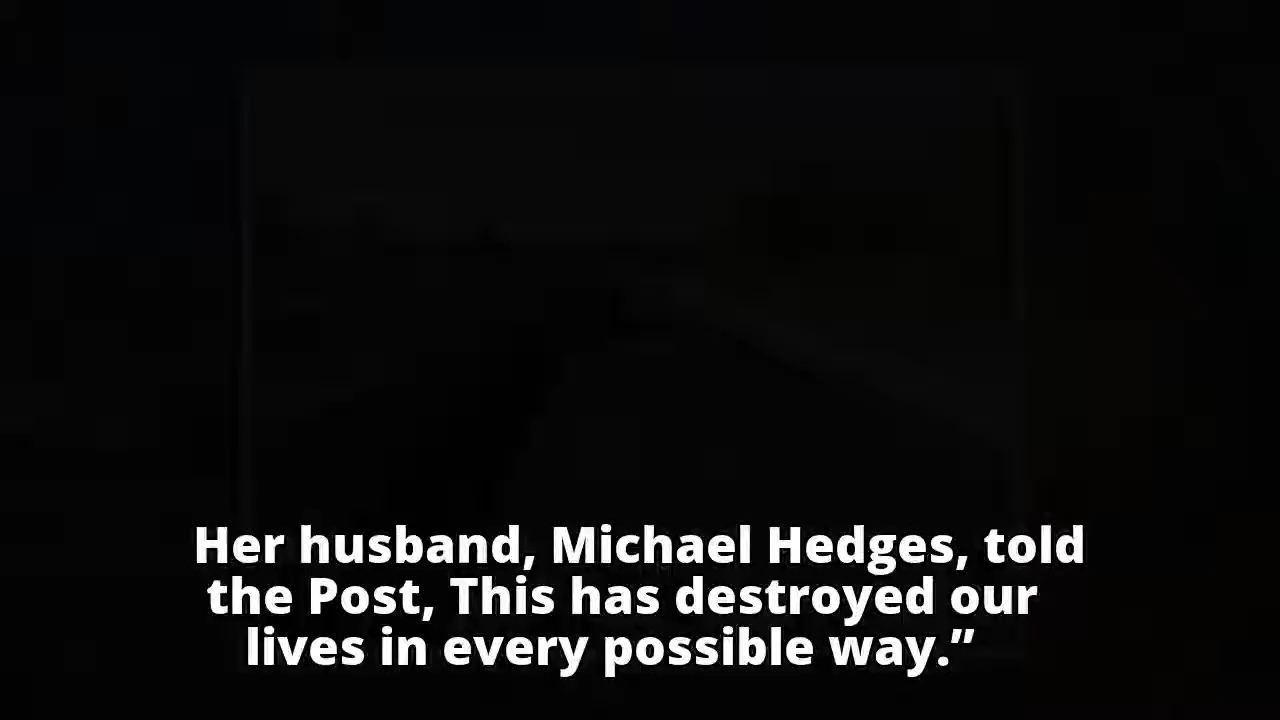 Her husband, Michael Hedges, told
the Post, This has destroyed our
lives in every possible way.”